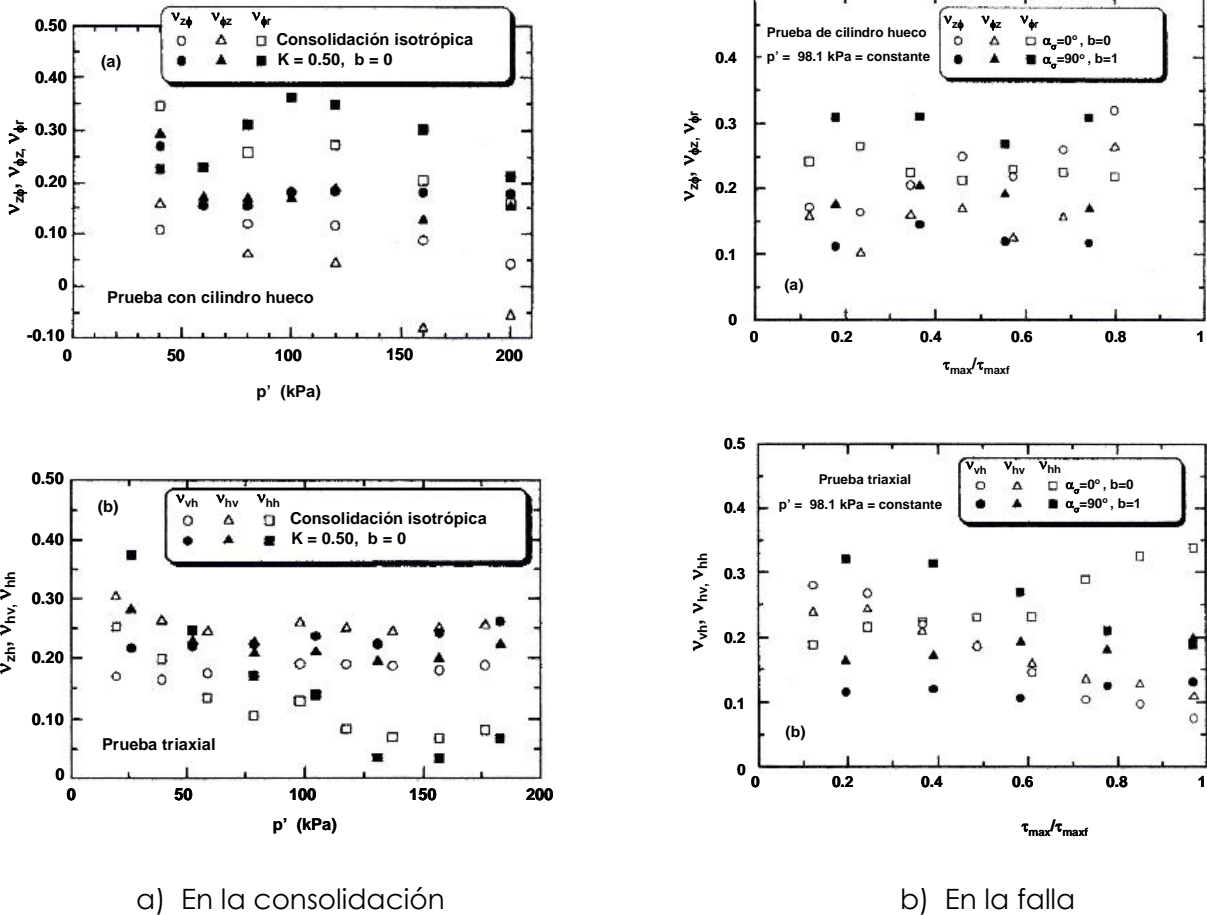 ν_zϕ ν_ϕz ν_ϕr
Consolidación isotrópica
K = 0.50, b = 0
(a)
0.50
0.40
0.30
0.20
0.10
0
-0.10
ν_zϕ, ν_ϕz, ν_ϕr
Prueba con cilindro hueco
0 50 100 150 200
p' (kPa)
Prueba de cilindro hueco
p' = 98.1 kPa = constante
ν_zϕ ν_ϕz ν_ϕr
α_σ=0°, b=0
α_σ=90°, b=1
0.4
0.3
0.2
0.1
0
ν_zϕ, ν_ϕz, ν_ϕr
(a)
0 0.2 0.4 0.6 0.8 1
τ_max/τ_maxf
(b)
ν_vh ν_hv ν_hh
Consolidación isotrópica
K = 0.50, b = 0
0.50
0.40
0.30
0.20
0.10
0
ν_zh, ν_hv, ν_hh
Prueba triaxial
0 50 100 150 200
p' (kPa)
Prueba triaxial
p' = 98.1 kPa = constante
ν_vh ν_hv ν_hh
α_σ=0°, b=0
α_σ=90°, b=1
0.5
0.4
0.3
0.2
0.1
0
ν_vh, ν_hv, ν_hh
(b)
0 0.2 0.4 0.6 0.8 1
τ_max/τ_maxf
a) En la consolidación
b) En la falla